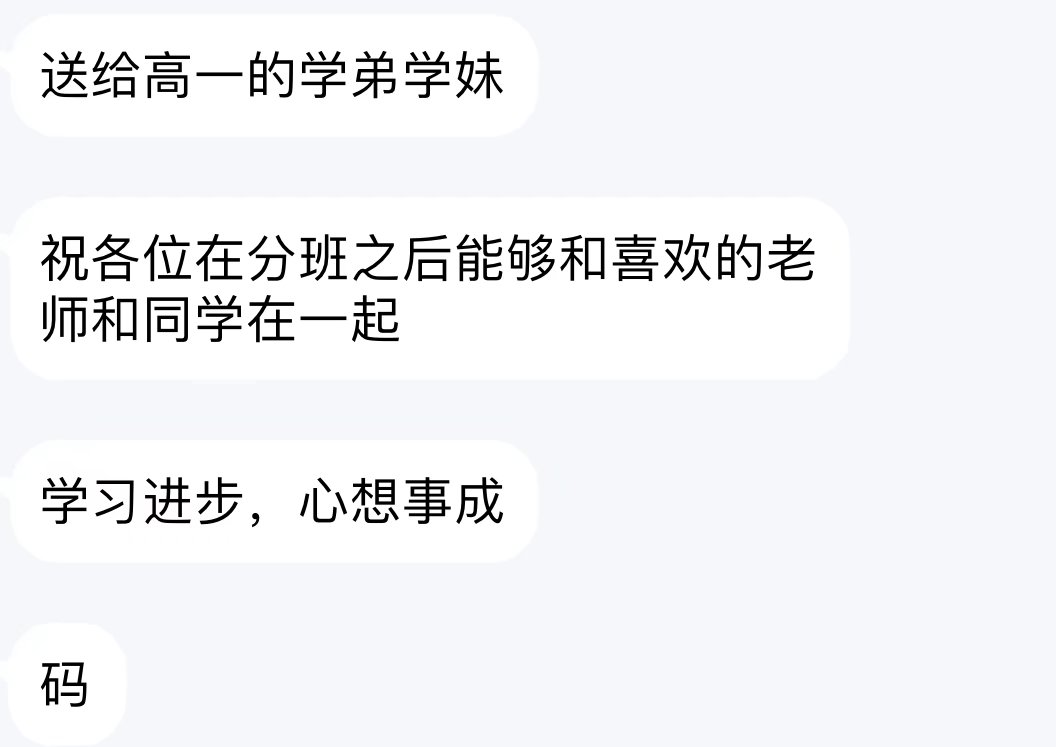 送给高一的学弟学妹
祝各位在分班之后能够和喜欢的老
师和同学在一起
学习进步，心想事成
码